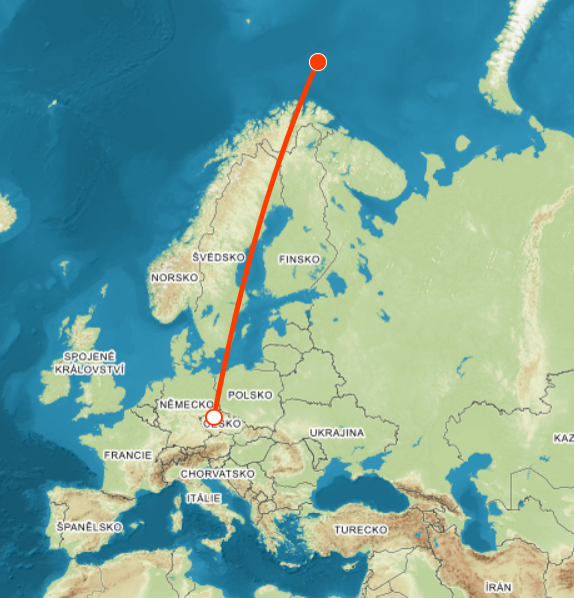 ŠVÉDSKO
FINSKO
NORSKO
SPOJENÉ
KRÁLOVSTVÍ
POLSKO
NĚMECKO
ČESKO
UKRAJINA
KAZ
FRANCIE
CHORVATSKO
ITÁLIE
ŠPANĚLSKO
TURECKO
ÍRÁN